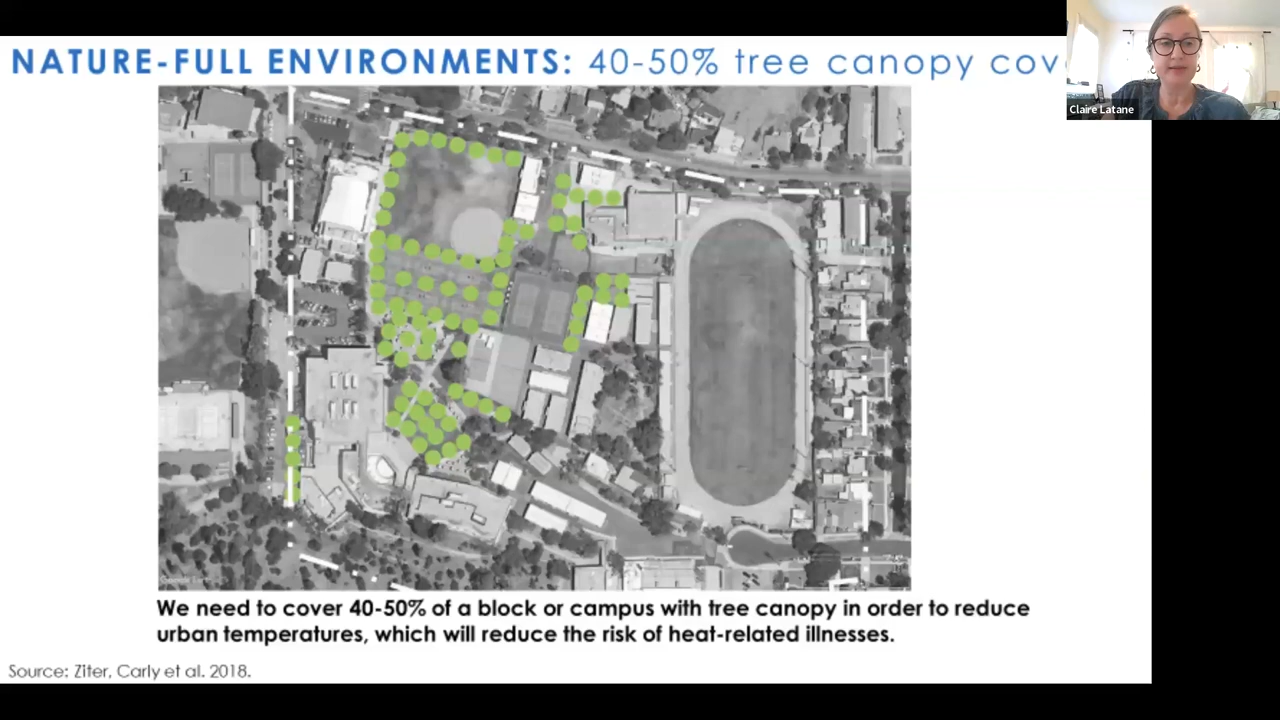 NATURE-FULL ENVIRONMENTS: 40-50% tree canopy cov
Claire Latane
Google Earth
We need to cover 40-50% of a block or campus with tree canopy in order to reduce
urban temperatures, which will reduce the risk of heat-related illnesses.
Source: Ziter, Carly et al. 2018.